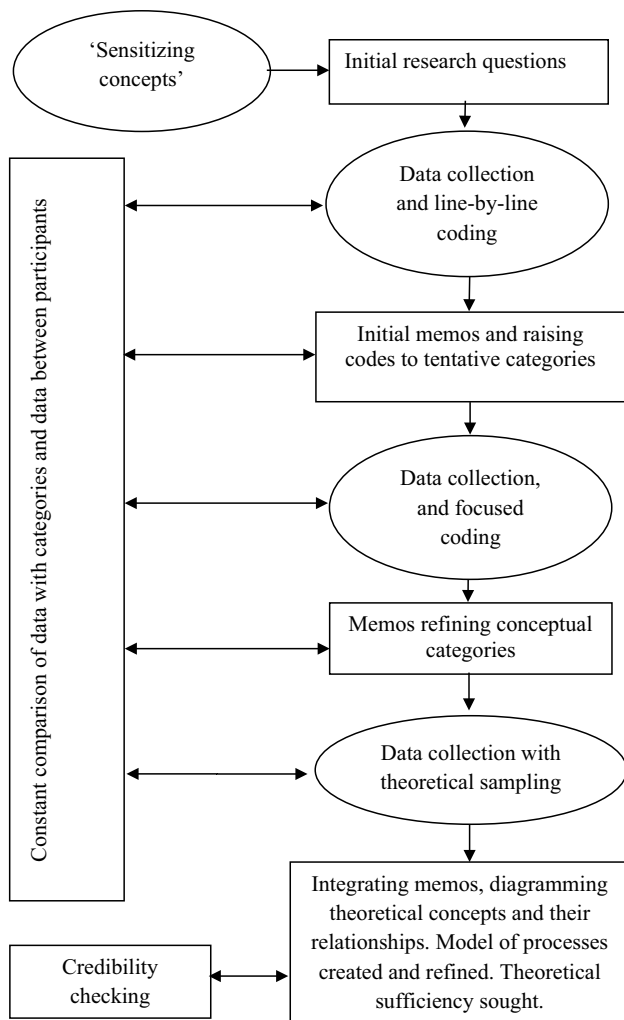 ‘Sensitizing
concepts’
Initial research questions
Data collection
and line-by-line
coding
Constant comparison of data with categories and data between participants
Initial memos and raising
codes to tentative categories
Data collection,
and focused
coding
Memos refining conceptual
categories
Data collection with
theoretical sampling
Integrating memos, diagramming
theoretical concepts and their
relationships. Model of processes
created and refined. Theoretical
sufficiency sought.
Credibility
checking